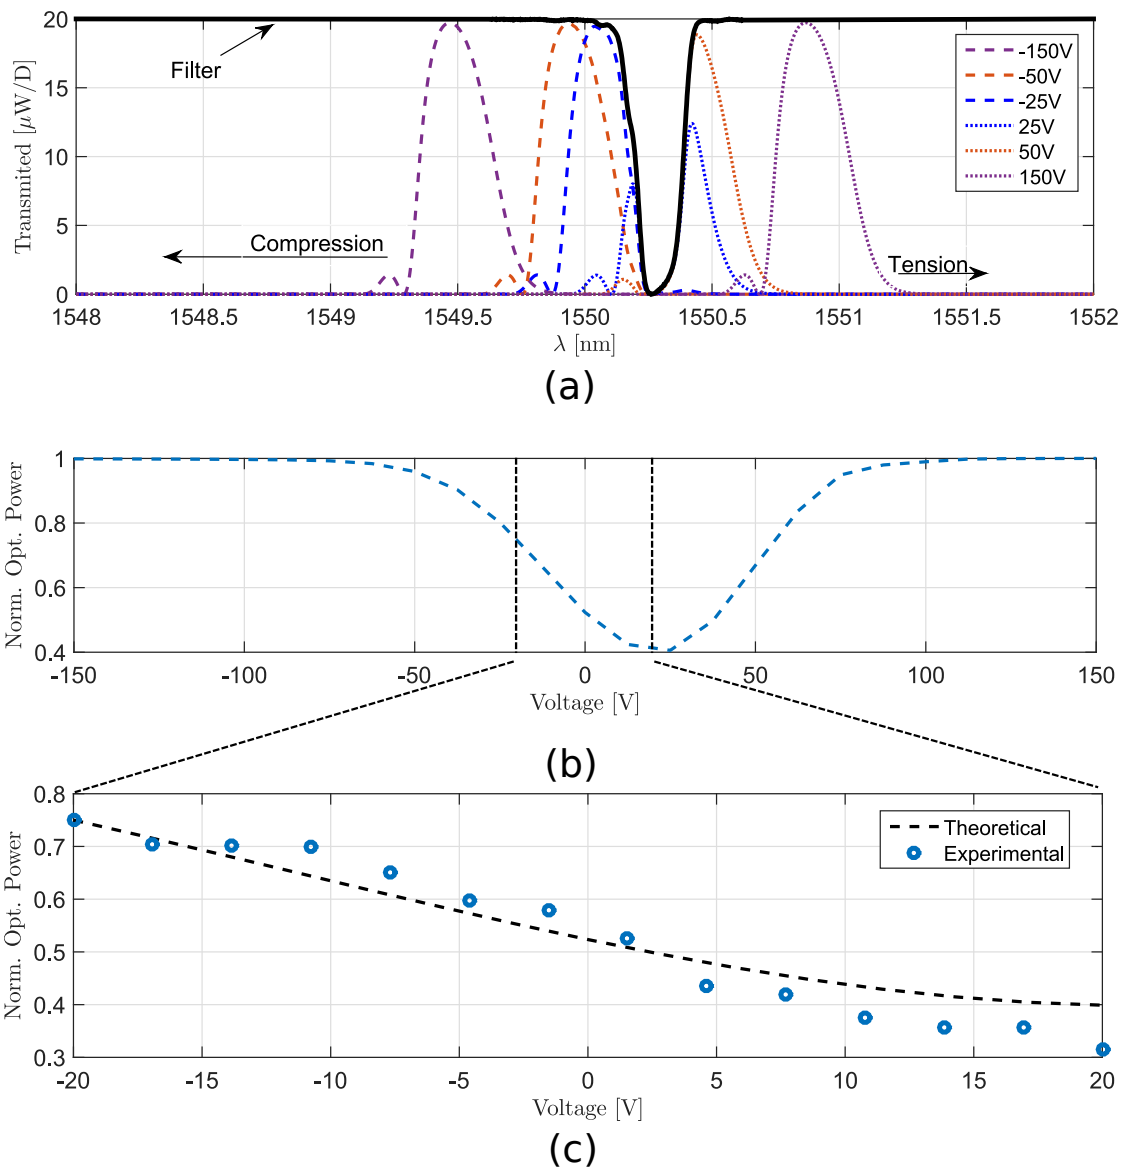 20
15
10
5
0
Transmited [μW/D]
Filter
Compression
Tension
-150V
-50V
-25V
25V
50V
150V
1548 1548.5 1549 1549.5 1550 1550.5 1551 1551.5 1552
λ [nm]
(a)
1
0.8
0.6
0.4
Norm. Opt. Power
-150 -100 -50 0 50 100 150
Voltage [V]
(b)
0.8
0.7
0.6
0.5
0.4
0.3
Norm. Opt. Power
Theoretical
Experimental
-20 -15 -10 -5 0 5 10 15 20
Voltage [V]
(c)